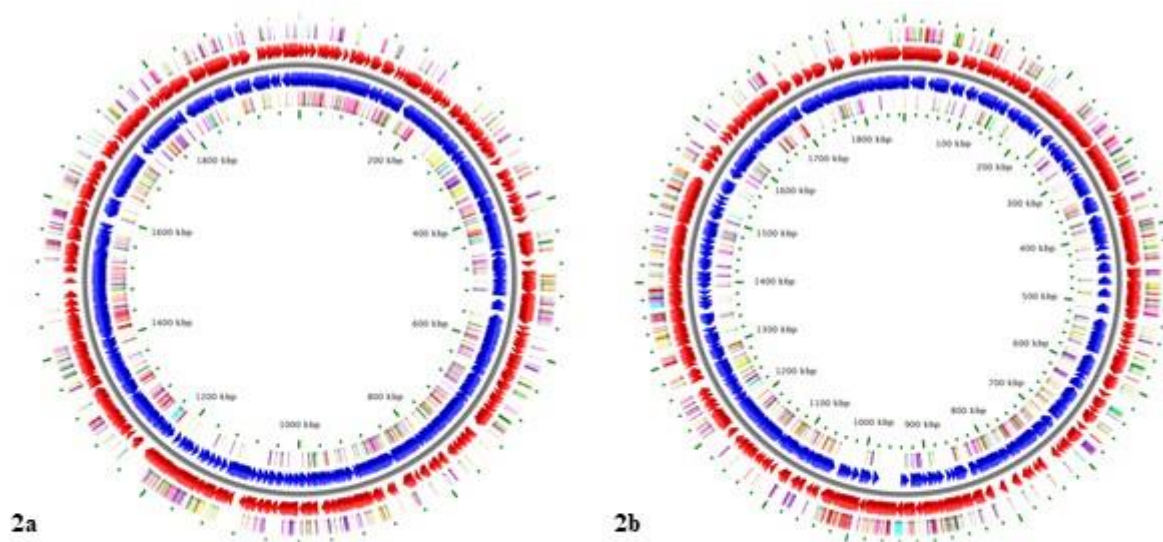 1800 kbp
200 kbp
1600 kbp
400 kbp
1400 kbp
600 kbp
1200 kbp
800 kbp
1000 kbp
2a
1800 kbp
100 kbp
1700 kbp
200 kbp
1600 kbp
300 kbp
1500 kbp
400 kbp
1400 kbp
500 kbp
1300 kbp
600 kbp
1200 kbp
700 kbp
1100 kbp
800 kbp
1000 kbp
900 kbp
2b